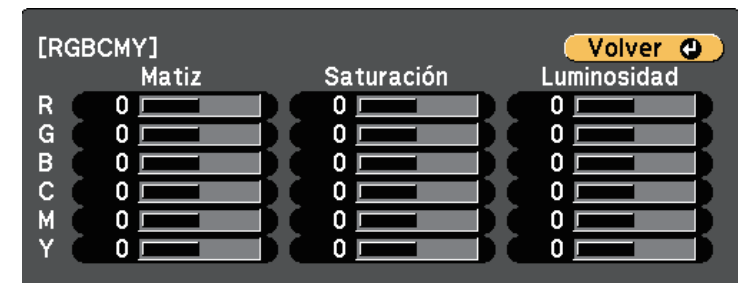 [RGBCMY] Volver
Matiz Saturación Luminosidad
R 0 0 0
G 0 0 0
B 0 0 0
C 0 0 0
M 0 0 0
Y 0 0 0